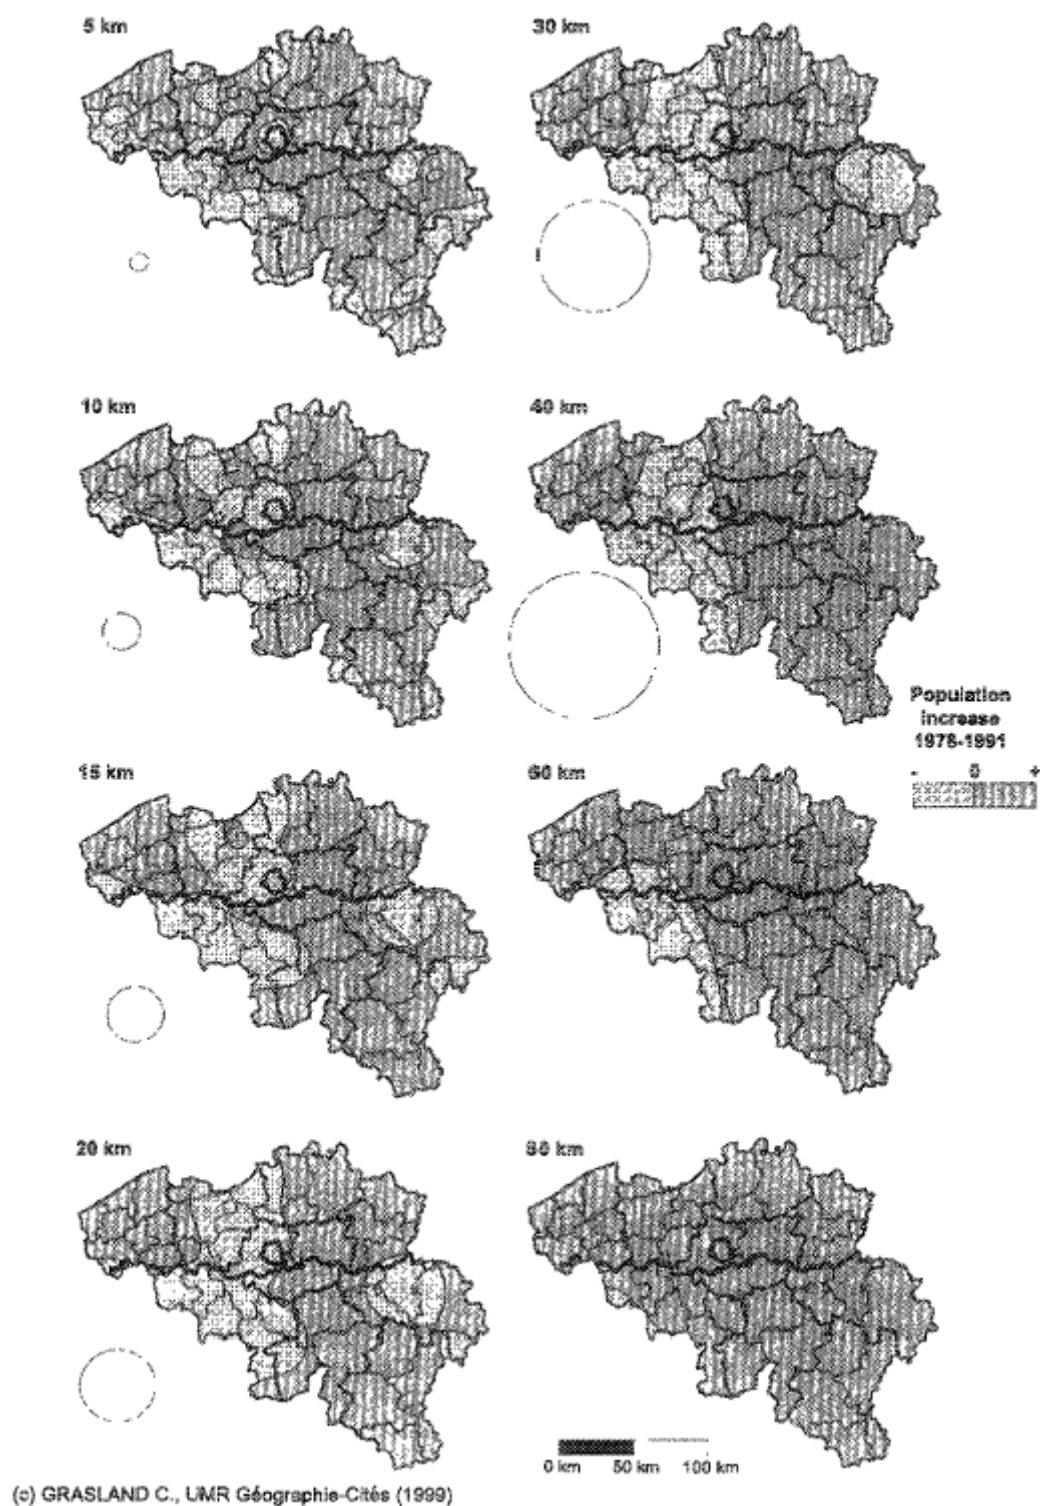 5 km
30 km
10 km
40 km
Population
increase
1978-1991
- 0 +
15 km
60 km
20 km
80 km
0 km 50 km 100 km
(c) GRASLAND C., UMR Géographie-Cités (1999)